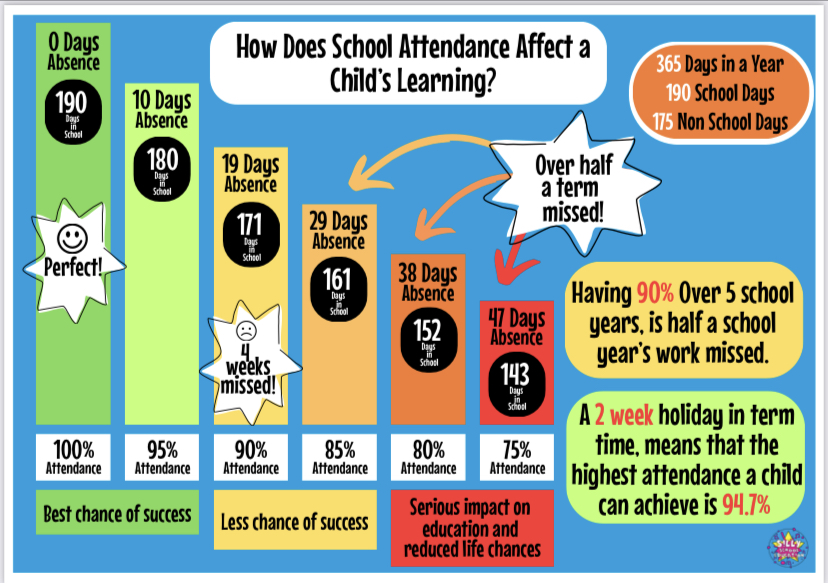 How Does School Attendance Affect a
Child's Learning?
365 Days in a Year
190 School Days
175 Non School Days
0 Days
Absence
190
Days
in
School
Perfect!
10 Days
Absence
180
Days
in
School
19 Days
Absence
171
Days
in
School
4
weeks
missed!
29 Days
Absence
161
Days
in
School
38 Days
Absence
152
Days
in
School
47 Days
Absence
143
Days
in
School
Over half
a term
missed!
Having 90% Over 5 school
years, is half a school
year's work missed.
A 2 week holiday in term
time, means that the
highest attendance a child
can achieve is 94.7%
100%
Attendance
95%
Attendance
90%
Attendance
85%
Attendance
80%
Attendance
75%
Attendance
Best chance of success
Less chance of success
Serious impact on
education and
reduced life chances